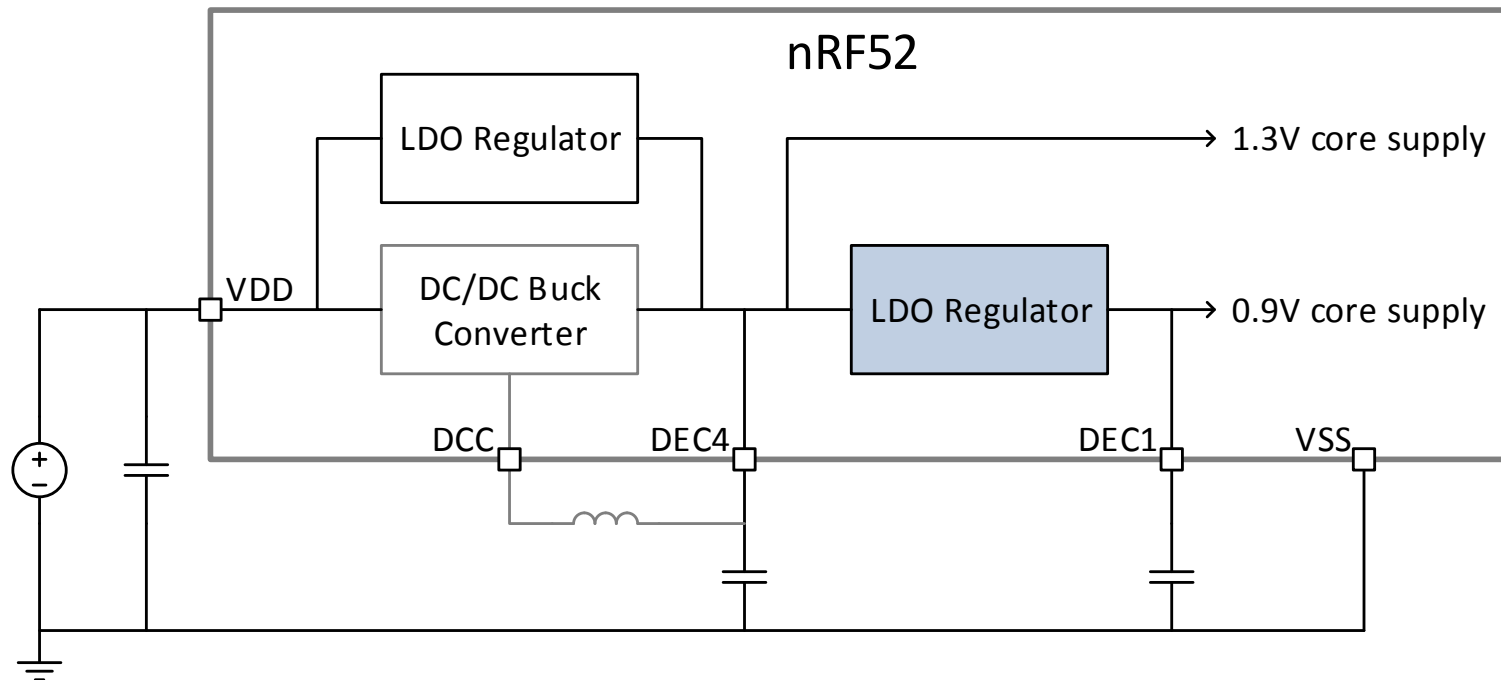 nRF52
LDO Regulator
1.3V core supply
VDD
DC/DC Buck
Converter
LDO Regulator
0.9V core supply
DCC
DEC4
DEC1
VSS
+
−